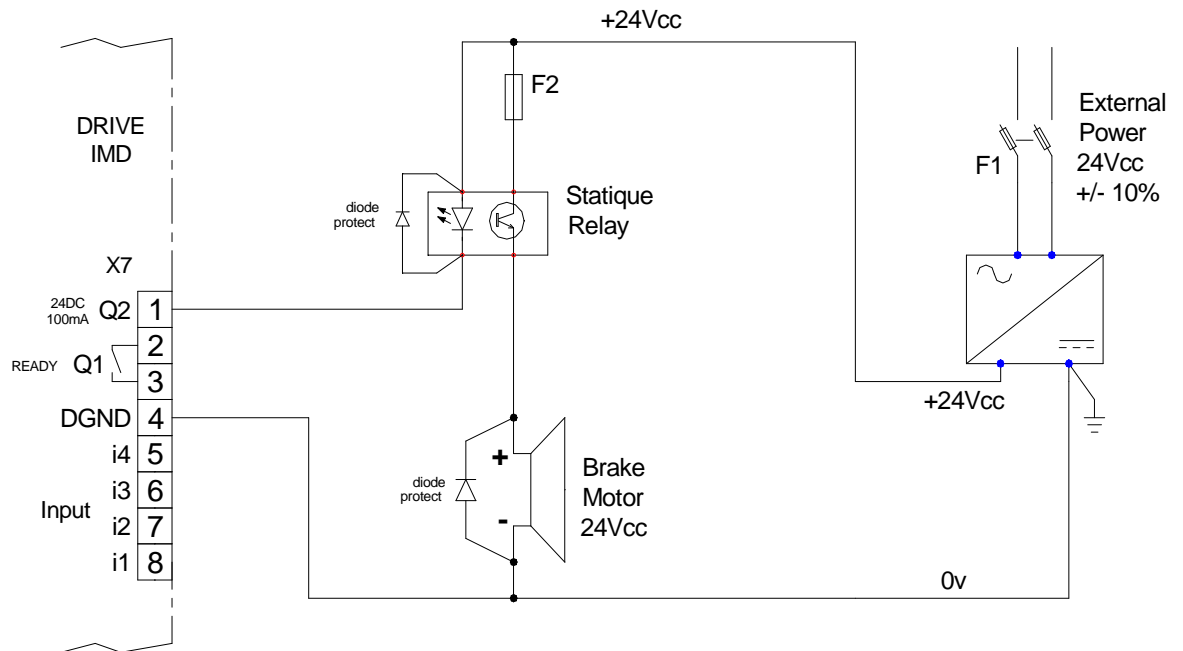 +24Vcc
DRIVE
IMD
F2
External
Power
24Vcc
+/- 10%
F1
Statique
Relay
diode
protect
X7
24DC
100mA
Q2
1
2
READY
Q1
3
DGND
4
i4
5
i3
6
Input
i2
7
i1
8
+24Vcc
diode
protect
+
-
Brake
Motor
24Vcc
0v